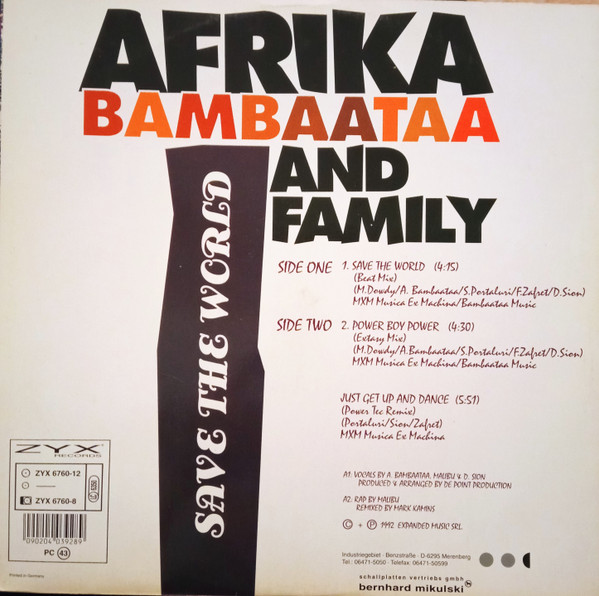 AFRIKA
BAMBAATAA
AND
FAMILY
SAVE THE WORLD
SIDE ONE 1. SAVE THE WORLD (4:15)
(Beat Mix)
(M.Dowdy/A. Bambaataa/S.Portaluri/F.Zafret/D.Sion)
MXM Musica Ex Machina/Bambaataa Music
SIDE TWO 2. POWER BOY POWER (4:30)
(Extasy Mix)
(M.Dowdy/A.Bambaataa/S.Portaluri/F.Zafret/D.Sion)
MXM Musica Ex Machina/Bambaataa Music
JUST GET UP AND DANCE (5:51)
(Power Tec Remix)
(Portaluri/Sion/Zafret)
MXM Musica Ex Machina
A1: VOCALS BY A. BAMBAATAA, MALIBU & D. SION
PRODUCED & ARRANGED BY DE POINT PRODUCTION
A2: RAP BY MALIBU
REMIXED BY MARK KAMINS
© + ℗ 1992 EXPANDED MUSIC SRL.
ZYX
RECORDS
ZYX 6760-12
ZYX 6760-8
090204 039289
PC 43
Printed in Germany
Industriegebiet · Benzstraße · D-6295 Merenberg
Tel.: 06471-5050 · Telefax: 06471-50599
schallplatten vertriebs gmbh
bernhard mikulski